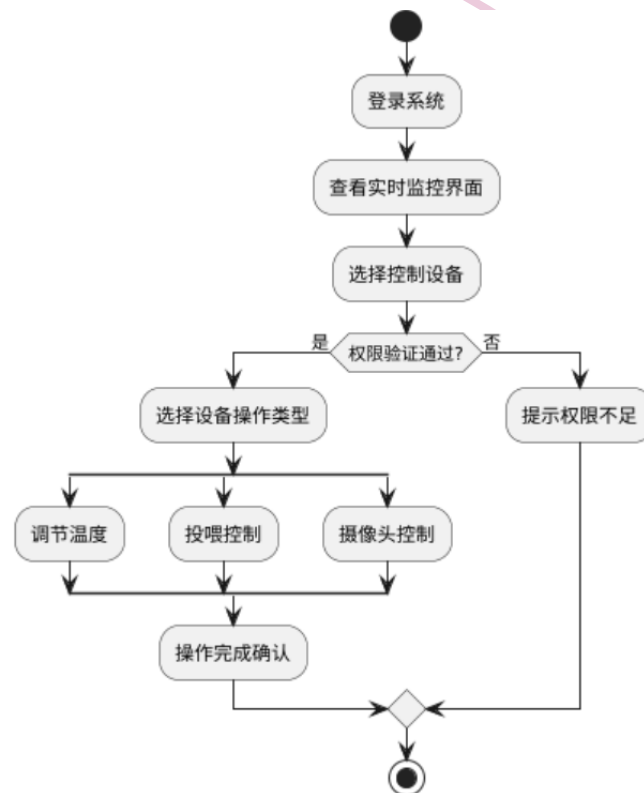 登录系统
查看实时监控界面
选择控制设备
是
权限验证通过?
否
选择设备操作类型
提示权限不足
调节温度
投喂控制
摄像头控制
操作完成确认